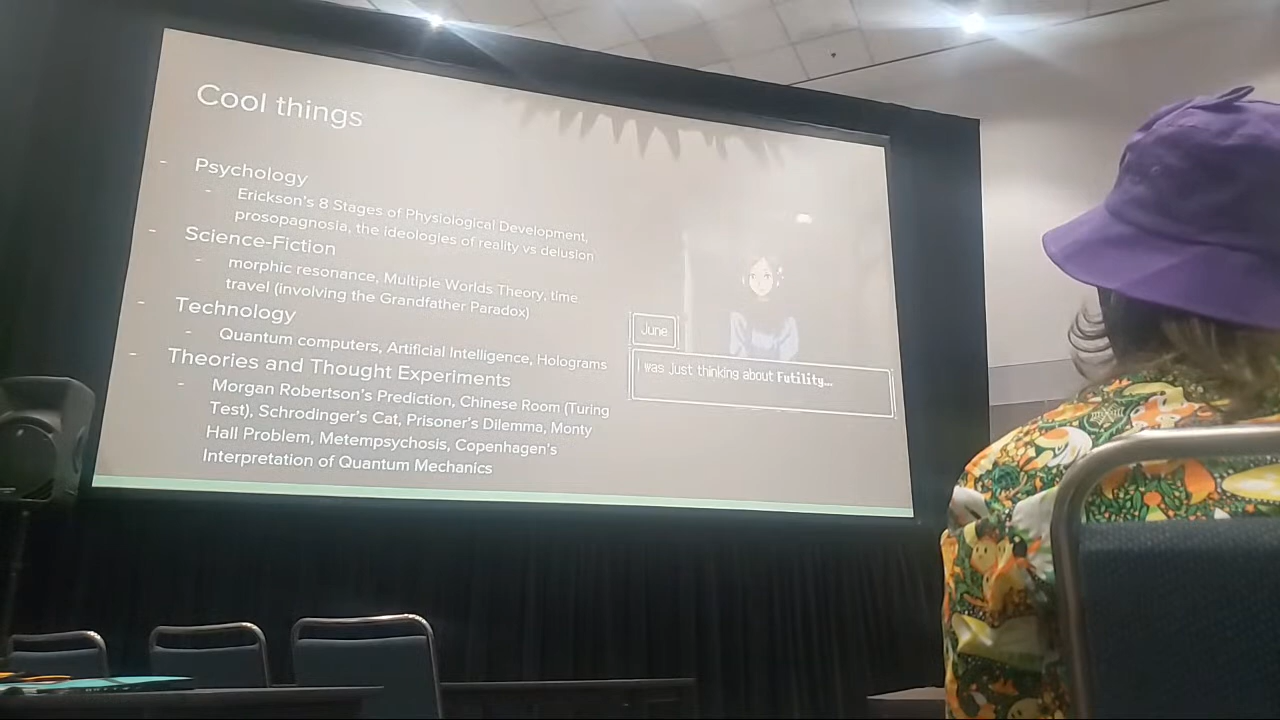 Cool things
- Psychology
- Erickson's 8 Stages of Physiological Development,
prosopagnosia, the ideologies of reality vs delusion
- Science-Fiction
- morphic resonance, Multiple Worlds Theory, time
travel (involving the Grandfather Paradox)
- Technology
- Quantum computers, Artificial Intelligence, Holograms
- Theories and Thought Experiments
- Morgan Robertson's Prediction, Chinese Room (Turing
Test), Schrodinger's Cat, Prisoner's Dilemma, Monty
Hall Problem, Metempsychosis, Copenhagen's
Interpretation of Quantum Mechanics
June
I was just thinking about Futility...